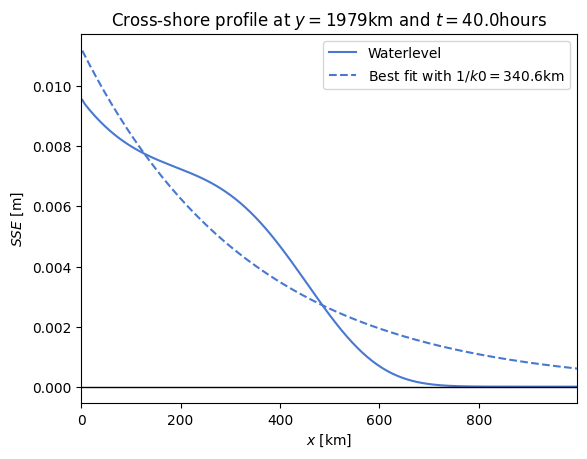 Cross-shore profile at y = 1979km and t = 40.0hours
Waterlevel
Best fit with 1/k0 = 340.6km
0.010
0.008
0.006
0.004
0.002
0.000
SSE [m]
0 200 400 600 800
x [km]